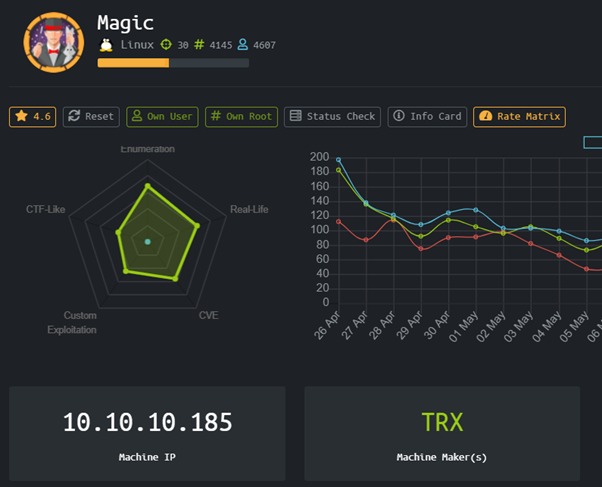 Magic
Linux 30 # 4145 4607
4.6 Reset Own User # Own Root Status Check Info Card Rate Matrix
Enumeration
CTF-Like
Real-Life
Custom
Exploitation
CVE
200
180
160
140
120
100
80
60
40
20
0
26 Apr
27 Apr
28 Apr
29 Apr
30 Apr
01 May
02 May
03 May
04 May
05 May
10.10.10.185
TRX
Machine IP
Machine Maker(s)